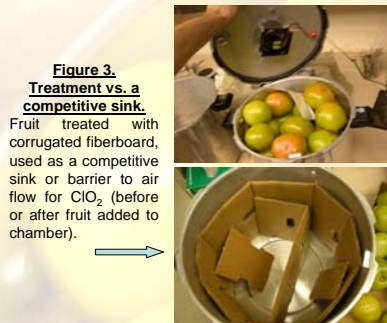 Figure 3.
Treatment vs. a
competitive sink.
Fruit treated with
corrugated fiberboard,
used as a competitive
sink or barrier to air
flow for ClO₂ (before
or after fruit added to
chamber).